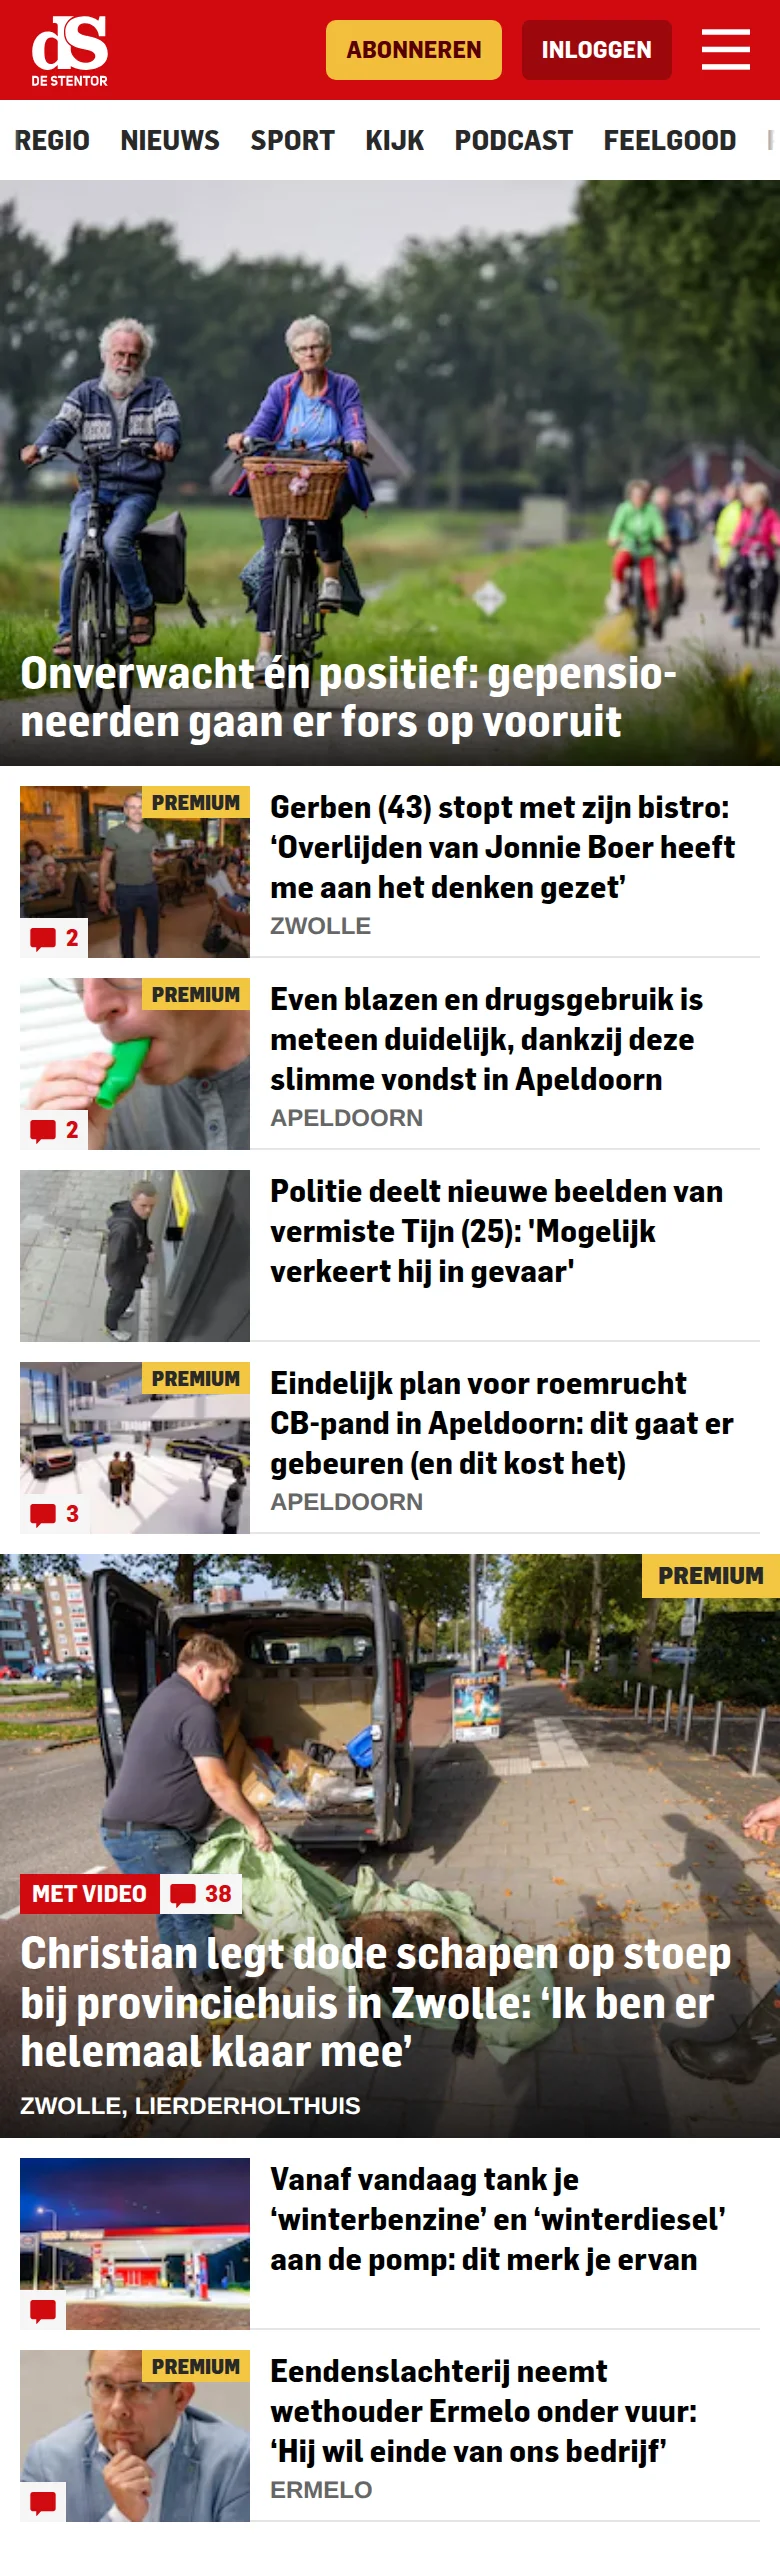 dS
DE STENTOR
ABONNEREN
INLOGGEN
REGIO NIEUWS SPORT KIJK PODCAST FEELGOOD
Onverwacht én positief: gepensio-
neerden gaan er fors op vooruit
PREMIUM
2
Gerben (43) stopt met zijn bistro:
‘Overlijden van Jonnie Boer heeft
me aan het denken gezet’
ZWOLLE
PREMIUM
2
Even blazen en drugsgebruik is
meteen duidelijk, dankzij deze
slimme vondst in Apeldoorn
APELDOORN
Politie deelt nieuwe beelden van
vermiste Tijn (25): 'Mogelijk
verkeert hij in gevaar'
PREMIUM
3
Eindelijk plan voor roemrucht
CB-pand in Apeldoorn: dit gaat er
gebeuren (en dit kost het)
APELDOORN
PREMIUM
MET VIDEO
38
Christian legt dode schapen op stoep
bij provinciehuis in Zwolle: ‘Ik ben er
helemaal klaar mee’
ZWOLLE, LIERDERHOLTHUIS
Vanaf vandaag tank je
‘winterbenzine’ en ‘winterdiesel’
aan de pomp: dit merk je ervan
PREMIUM
Eendenslachterij neemt
wethouder Ermelo onder vuur:
‘Hij wil einde van ons bedrijf’
ERMELO